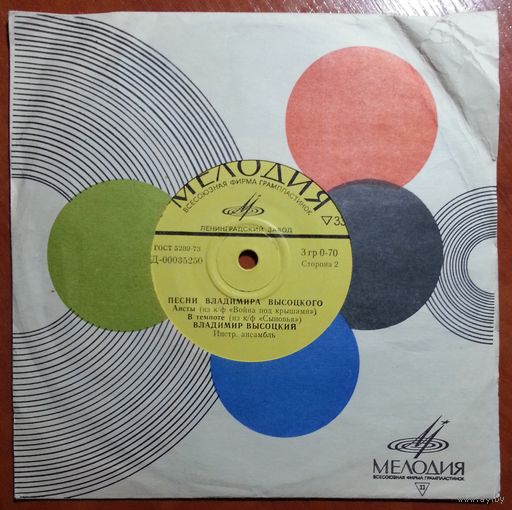 МЕЛОДИЯ
ВСЕСОЮЗНАЯ ФИРМА ГРАМПЛАСТИНОК
33
ЛЕНИНГРАДСКИЙ ЗАВОД
ГОСТ 5289-73
3 гр 0-70
Д-00035250
Сторона 2
ПЕСНИ ВЛАДИМИРА ВЫСОЦКОГО
Аисты (из к/ф «Война под крышами»)
В темноте (из к/ф «Сыновья»)
ВЛАДИМИР ВЫСОЦКИЙ
Инстр. ансамбль
МЕЛОДИЯ
ВСЕСОЮЗНАЯ ФИРМА ГРАМПЛАСТИНОК
33